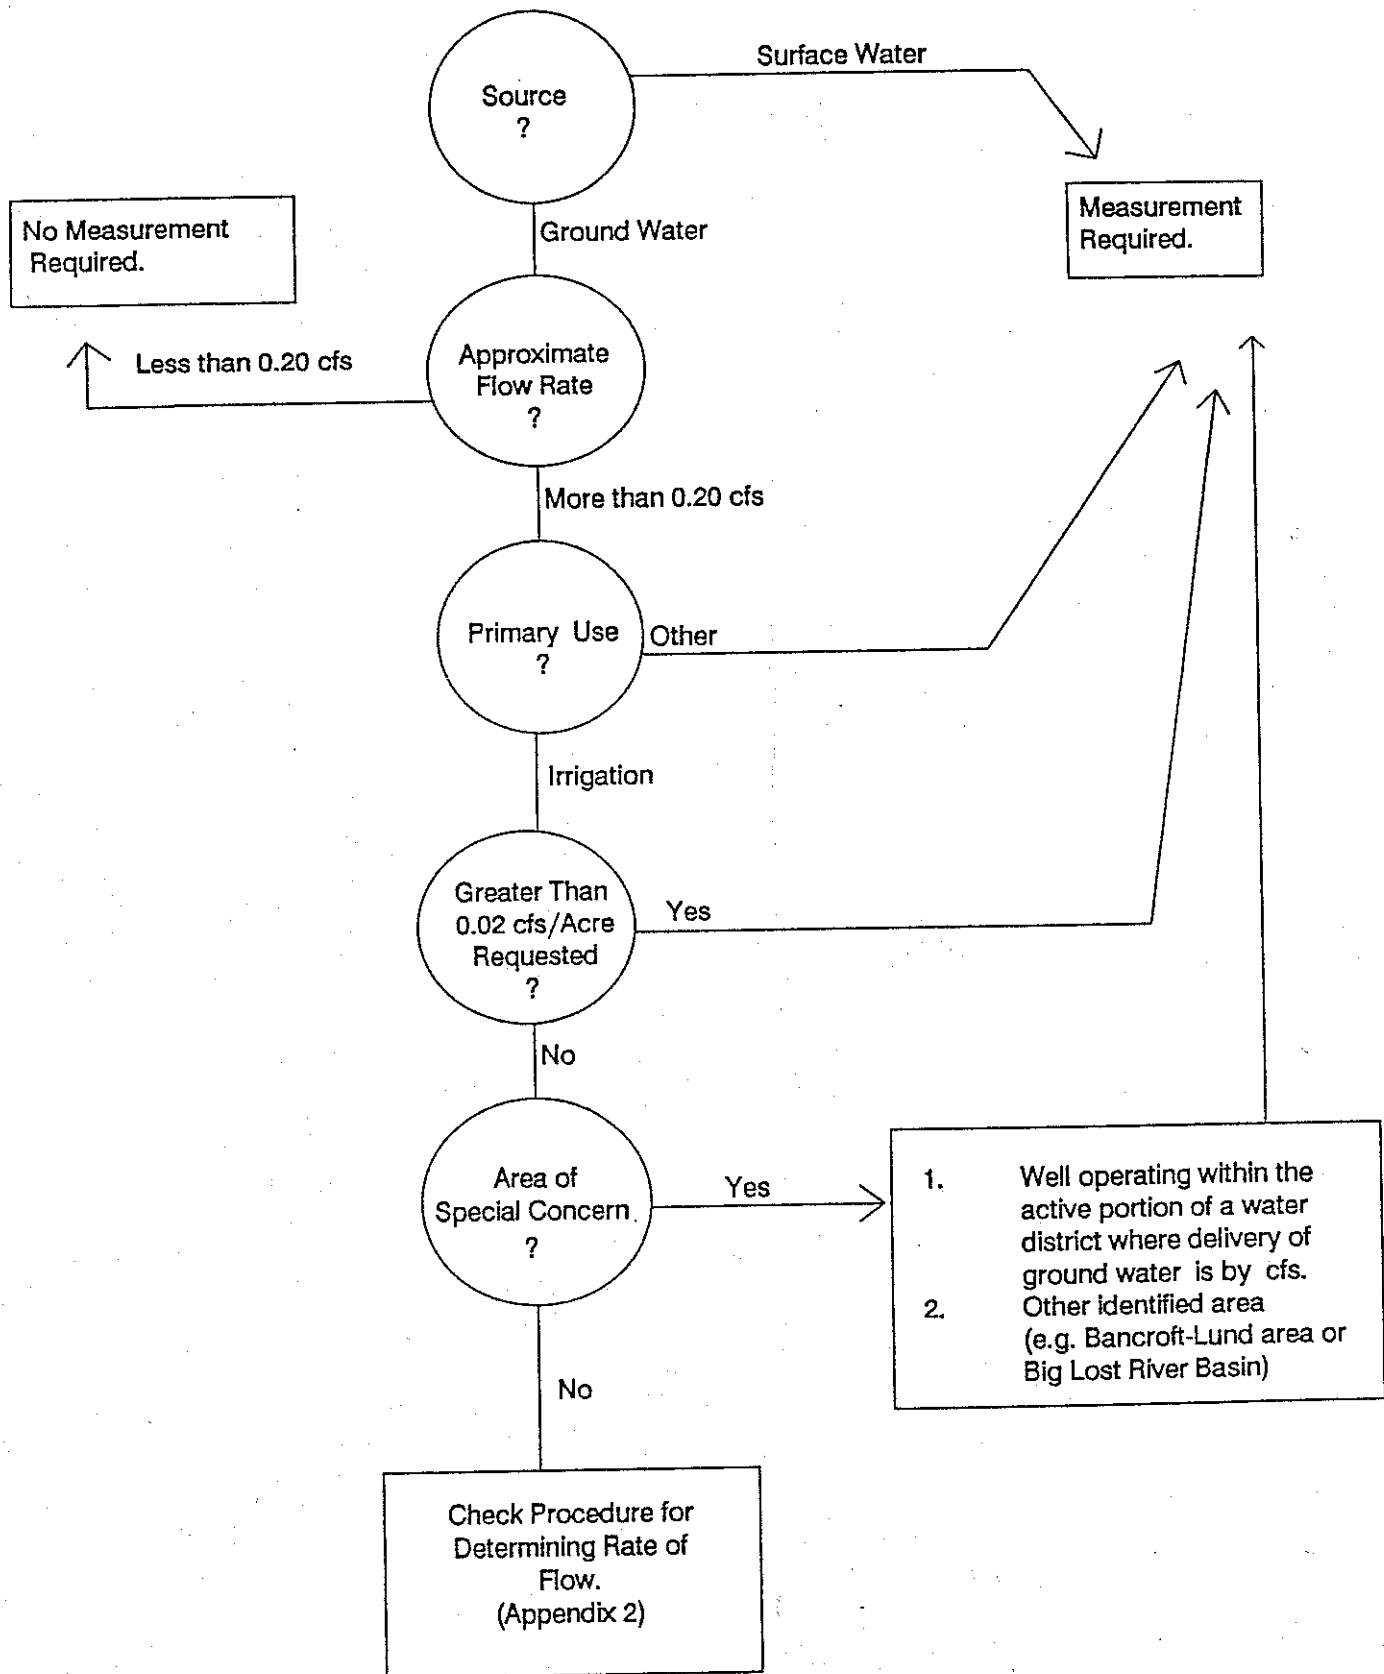 Surface Water
Source
?
Ground Water
No Measurement
Required.
Measurement
Required.
Less than 0.20 cfs
Approximate
Flow Rate
?
More than 0.20 cfs
Primary Use
?
Other
Irrigation
Greater Than
0.02 cfs/Acre
Requested
?
Yes
No
Area of
Special Concern
?
Yes
1. Well operating within the
active portion of a water
district where delivery of
ground water is by cfs.
2. Other identified area
(e.g. Bancroft-Lund area or
Big Lost River Basin)
No
Check Procedure for
Determining Rate of
Flow.
(Appendix 2)